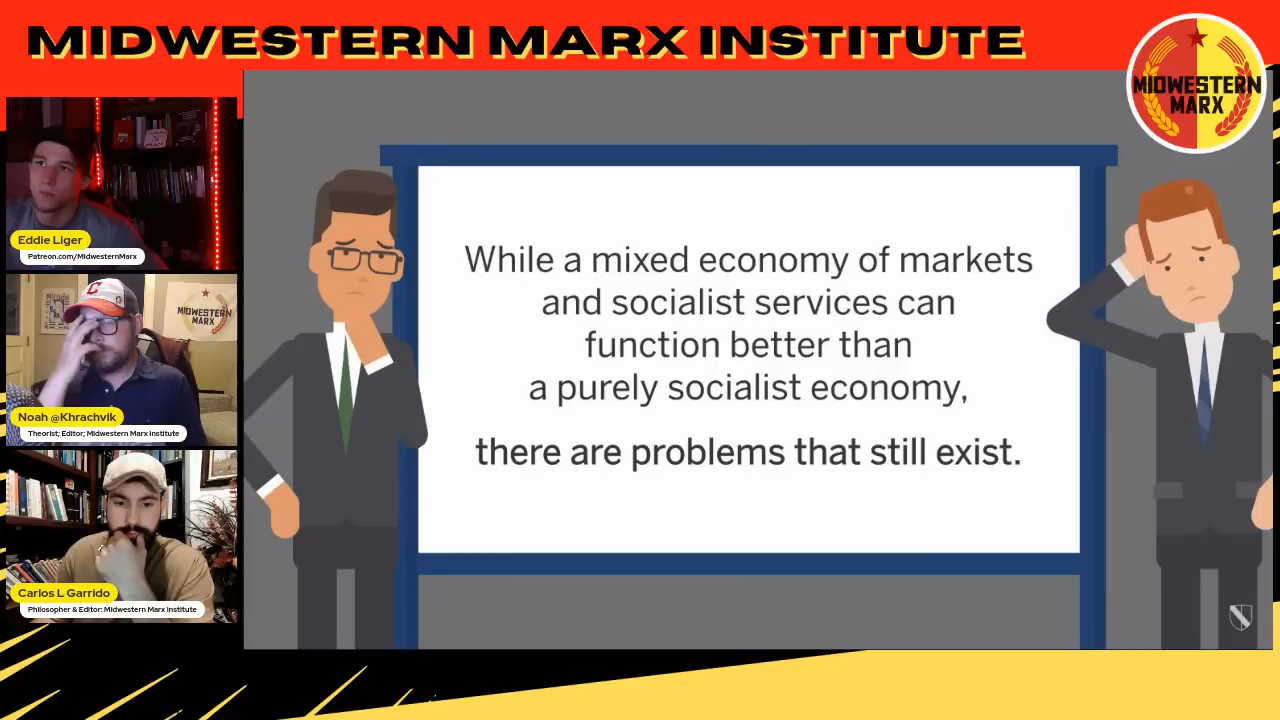 MIDWESTERN MARX INSTITUTE
MIDWESTERN
MARX
Eddie Liger
Patreon.com/MidwesternMarx
MIDWESTERN
MARX
Noah @Khrachvik
Theorist; Editor; Midwestern Marx Institute
Carlos L Garrido
Philosopher & Editor: Midwestern Marx Institute
While a mixed economy of markets
and socialist services can
function better than
a purely socialist economy,
there are problems that still exist.